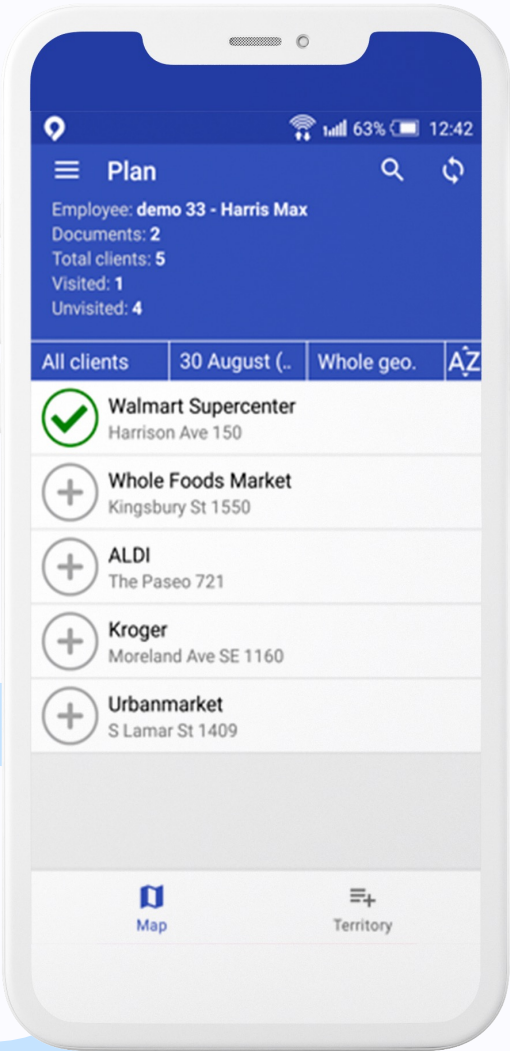 63% 12:42
Plan
Employee: demo 33 - Harris Max
Documents: 2
Total clients: 5
Visited: 1
Unvisited: 4
All clients 30 August (.. Whole geo. AZ
Walmart Supercenter
Harrison Ave 150
Whole Foods Market
Kingsbury St 1550
ALDI
The Paseo 721
Kroger
Moreland Ave SE 1160
Urbanmarket
S Lamar St 1409
Map Territory